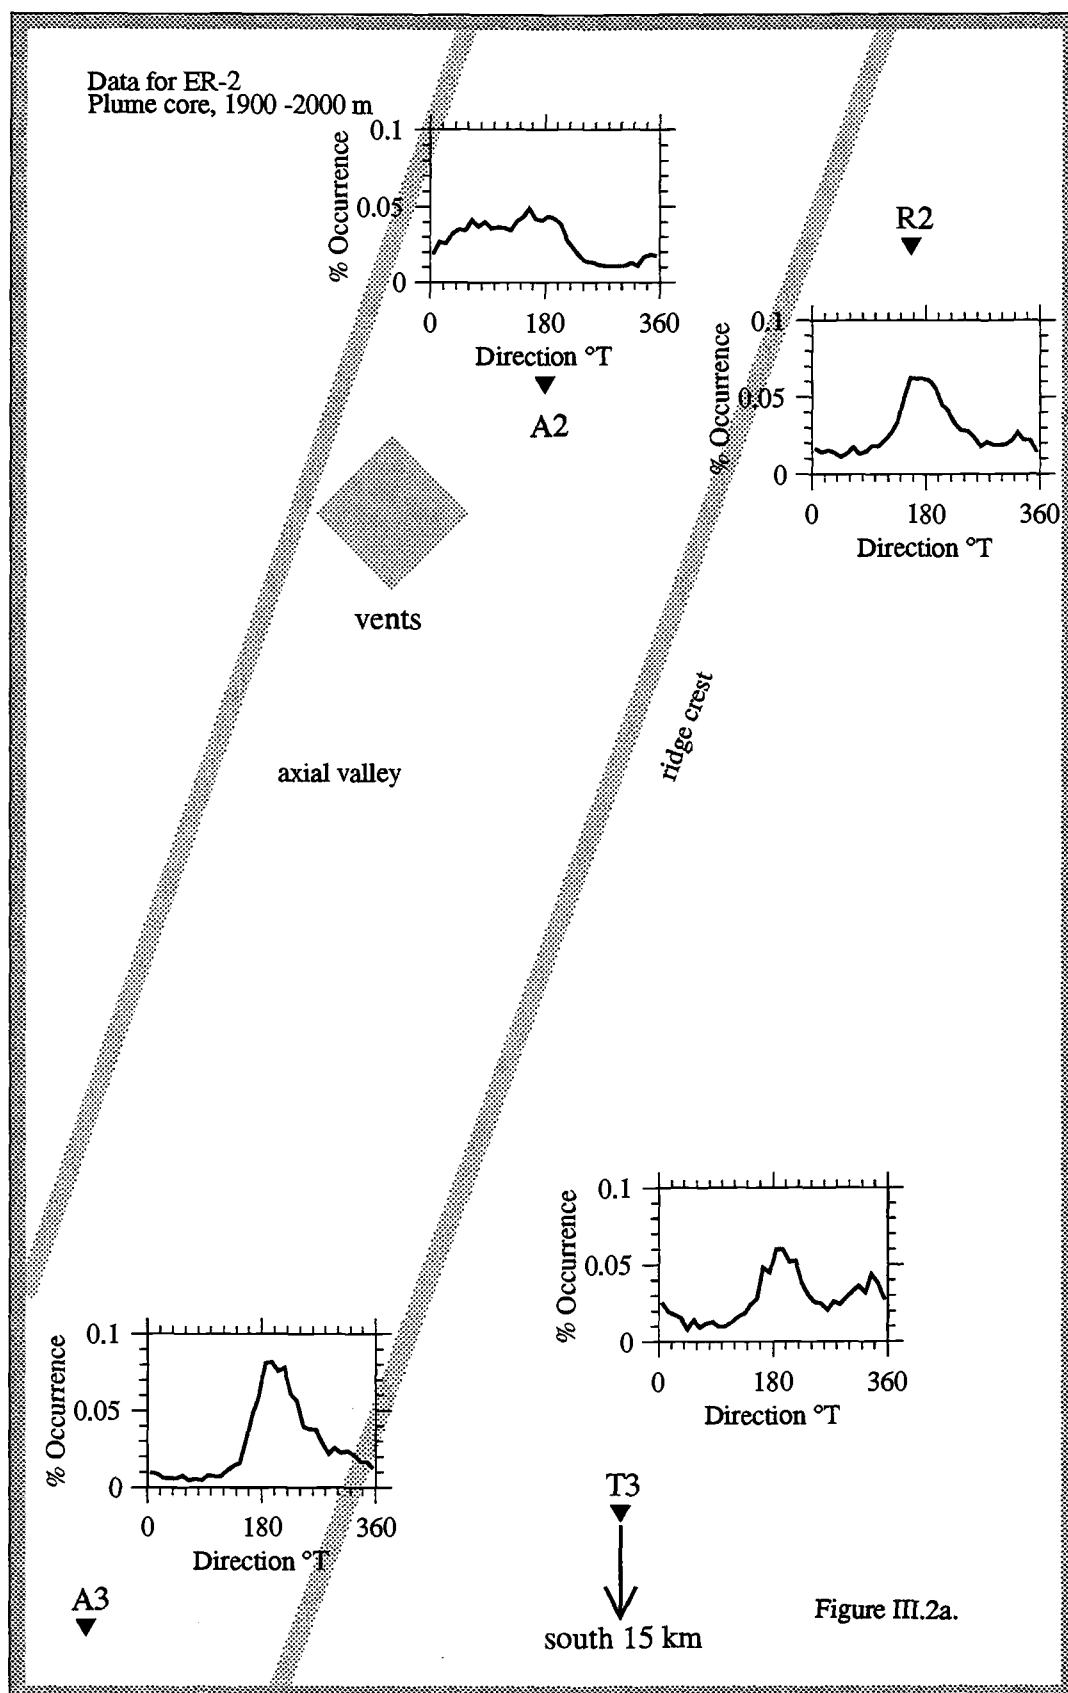 Data for ER-2
Plume core, 1900 -2000 m
0.1
0.05
0
% Occurrence
0 180 360
Direction °T
A2
R2
0.1
0.05
0
% Occurrence
0 180 360
Direction °T
vents
ridge crest
axial valley
0.1
0.05
0
% Occurrence
0 180 360
Direction °T
0.1
0.05
0
% Occurrence
0 180 360
Direction °T
T3
A3
south 15 km
Figure III.2a.